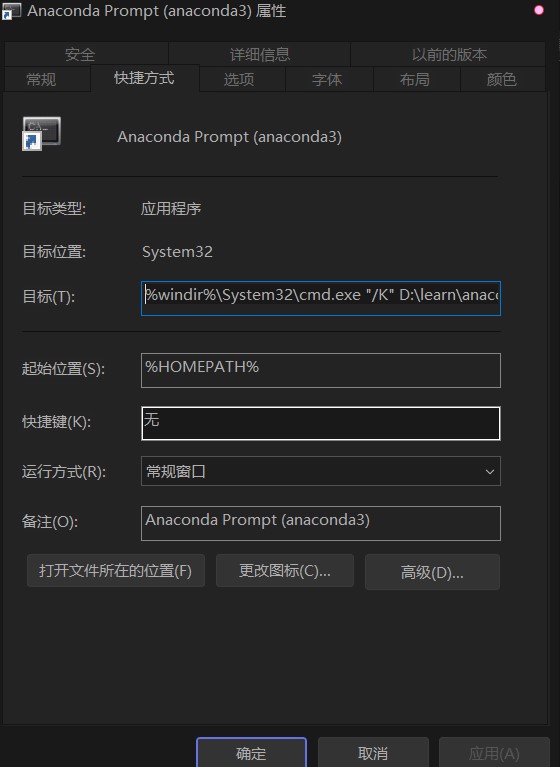 Anaconda Prompt (anaconda3) 属性
安全 详细信息 以前的版本
常规 快捷方式 选项 字体 布局 颜色
C:\...
Anaconda Prompt (anaconda3)
目标类型: 应用程序
目标位置: System32
目标(T): %windir%\System32\cmd.exe "/K" D:\learn\anacc
起始位置(S): %HOMEPATH%
快捷键(K): 无
运行方式(R): 常规窗口
备注(O): Anaconda Prompt (anaconda3)
打开文件所在的位置(F) 更改图标(C)... 高级(D)...
确定 取消 应用(A)